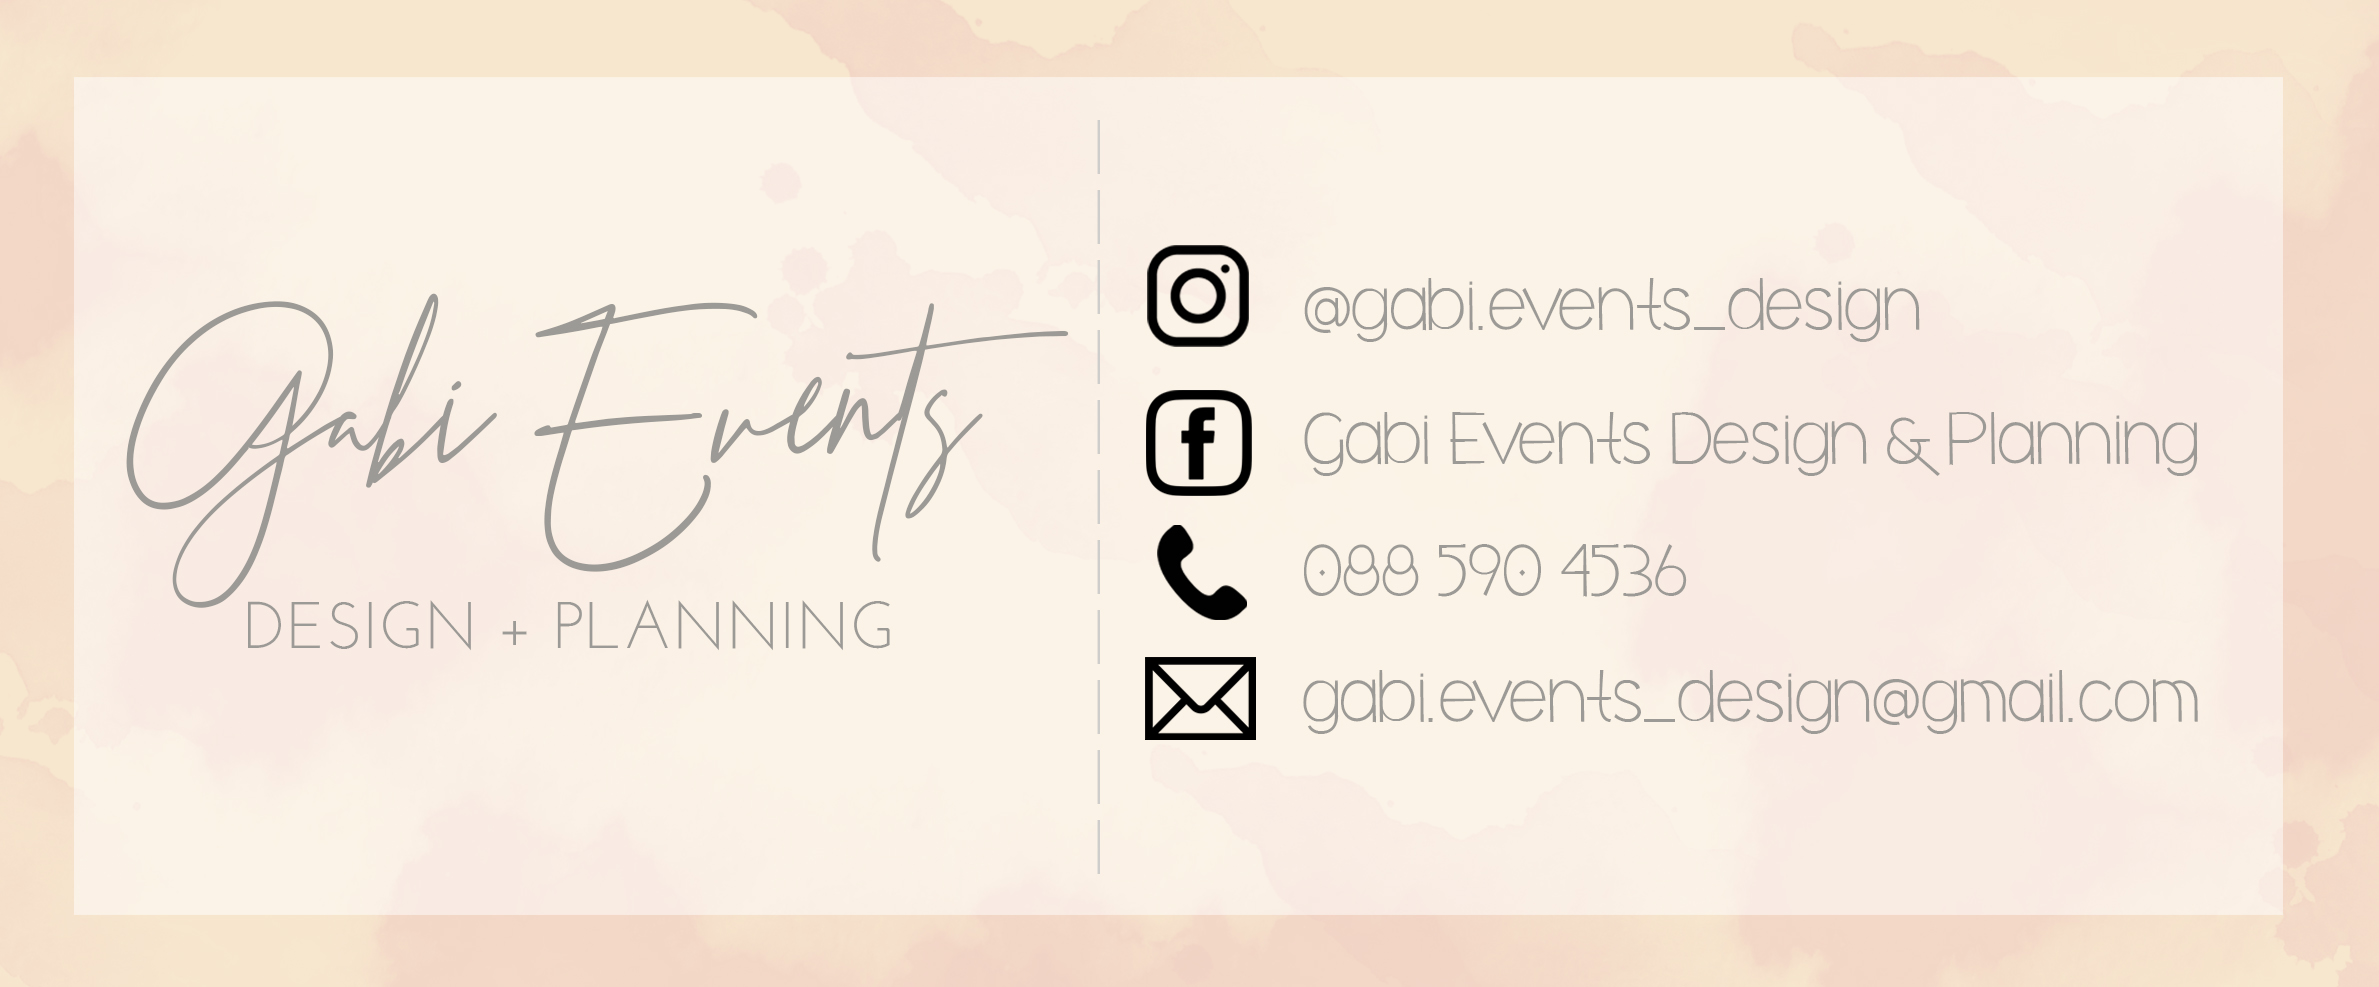 Gabi Events
DESIGN + PLANNING
@gabi.events_design
Gabi Events Design & Planning
088 590 4536
gabi.events_design@gmail.com